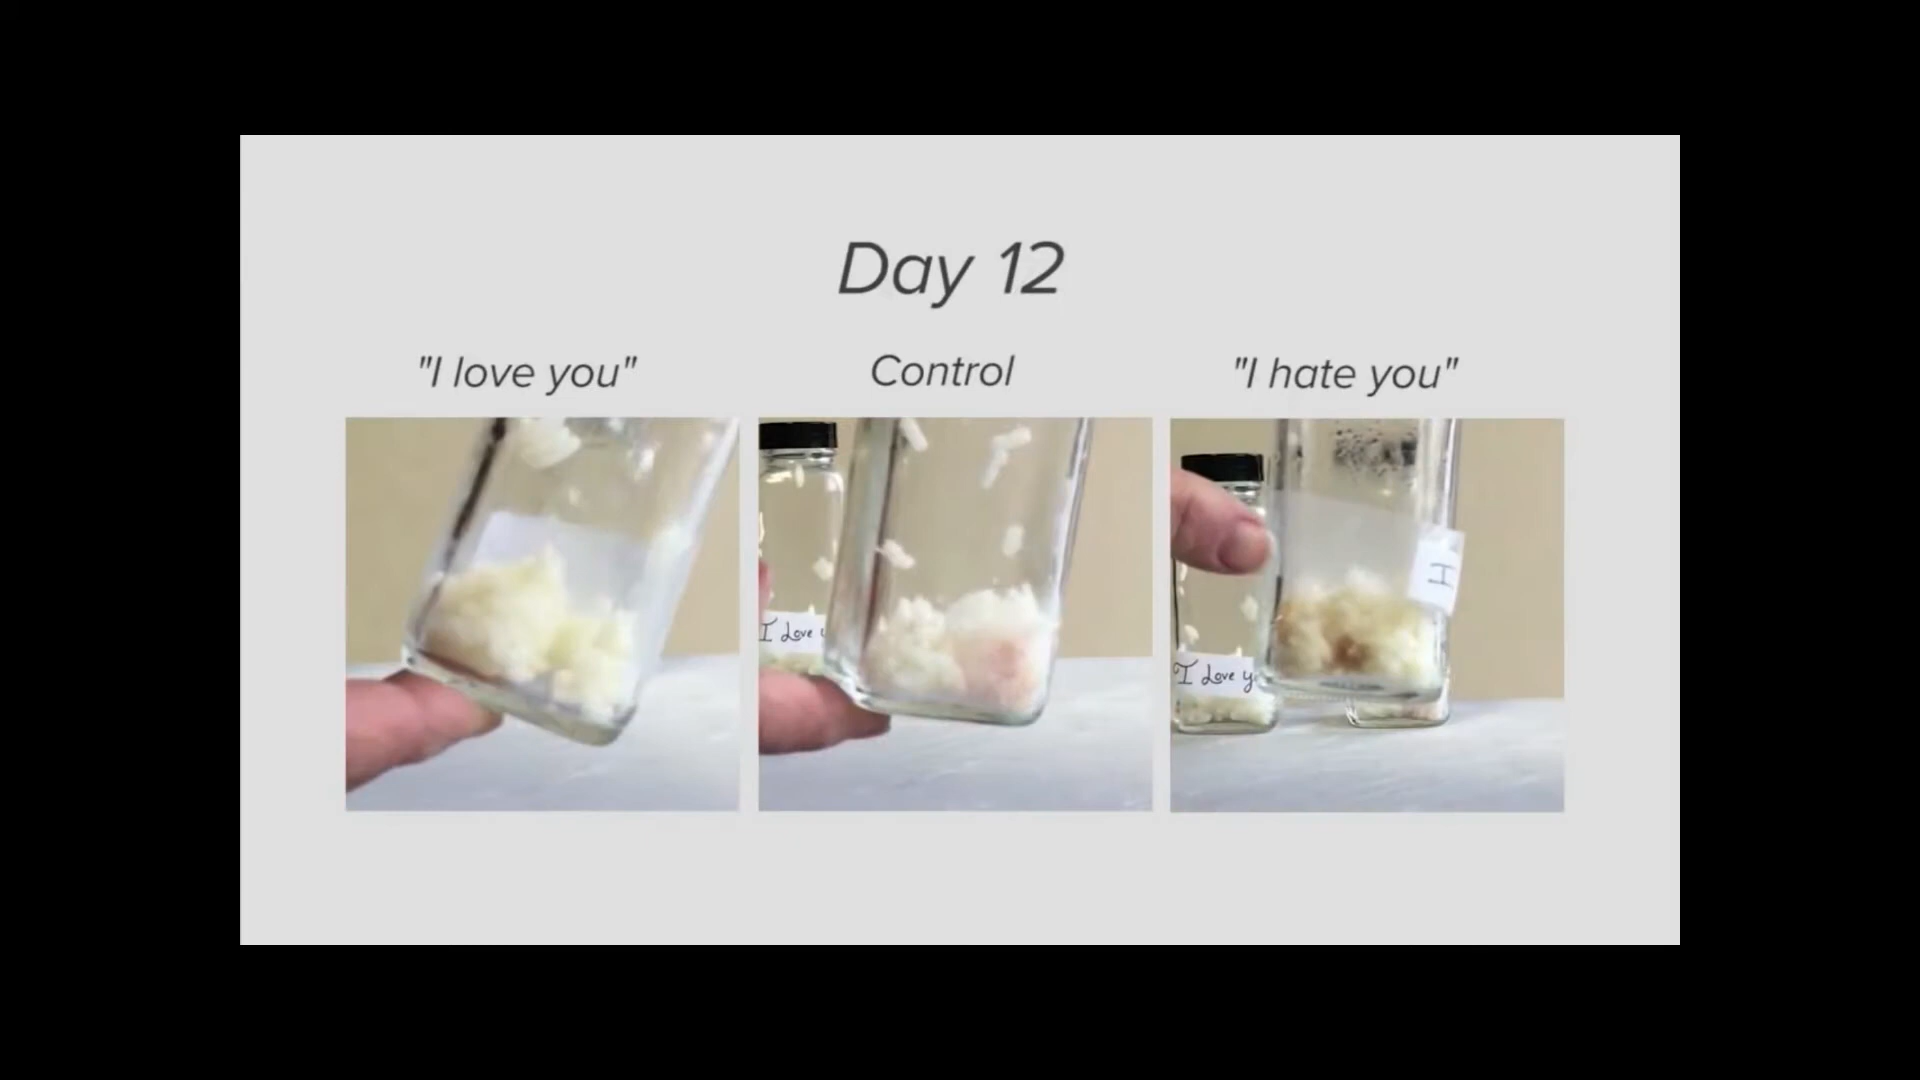 Day 12
"I love you"
Control
"I hate you"
I Love
I Love y
I